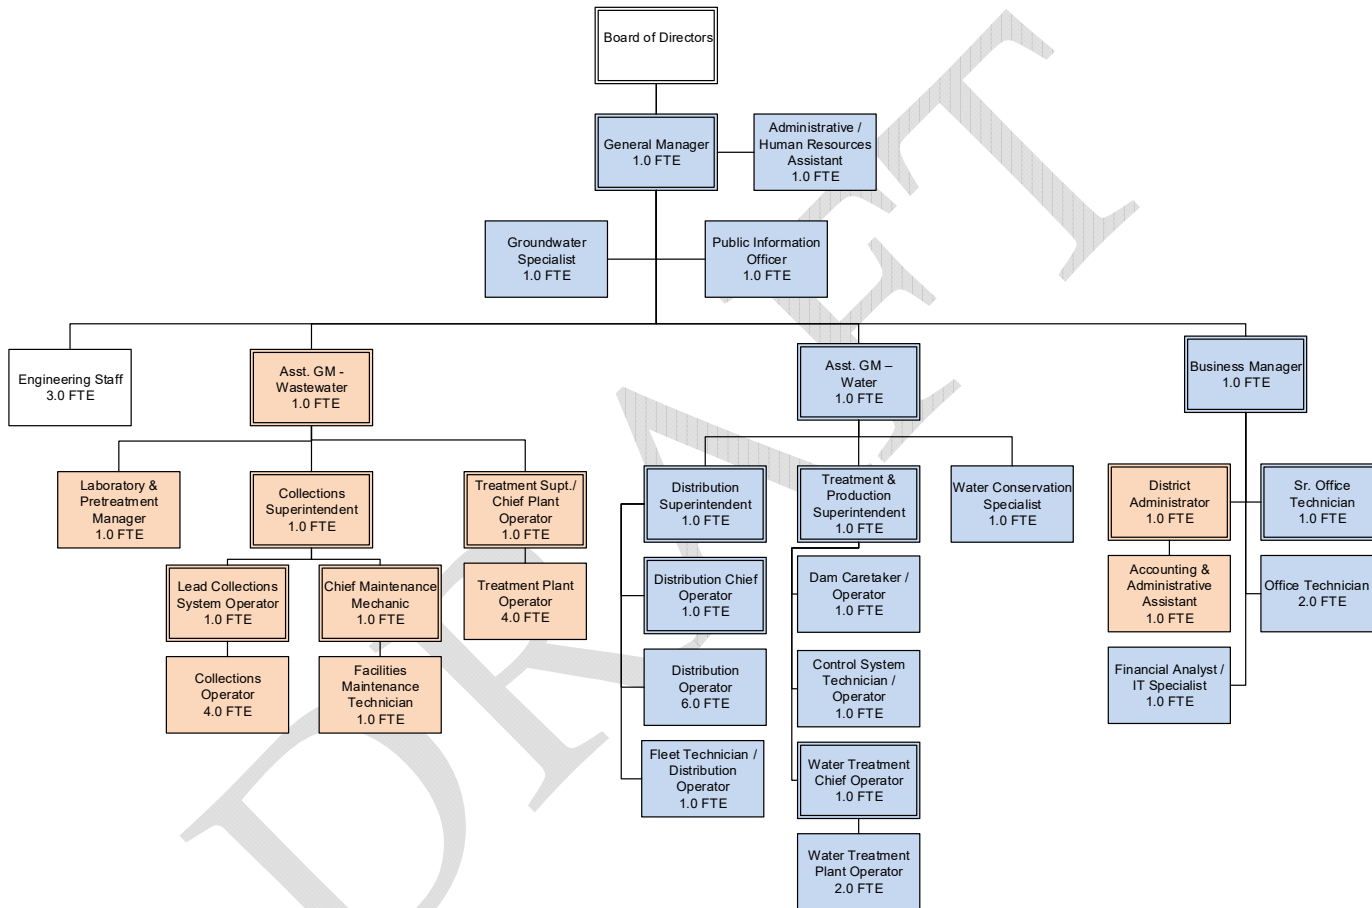 Board of Directors
General Manager
1.0 FTE
Administrative /
Human Resources
Assistant
1.0 FTE
Groundwater
Specialist
1.0 FTE
Public Information
Officer
1.0 FTE
Engineering Staff
3.0 FTE
Asst. GM -
Wastewater
1.0 FTE
Asst. GM –
Water
1.0 FTE
Business Manager
1.0 FTE
Laboratory &
Pretreatment
Manager
1.0 FTE
Collections
Superintendent
1.0 FTE
Treatment Supt./
Chief Plant
Operator
1.0 FTE
Distribution
Superintendent
1.0 FTE
Treatment &
Production
Superintendent
1.0 FTE
Water Conservation
Specialist
1.0 FTE
District
Administrator
1.0 FTE
Sr. Office
Technician
1.0 FTE
Lead Collections
System Operator
1.0 FTE
Chief Maintenance
Mechanic
1.0 FTE
Treatment Plant
Operator
4.0 FTE
Distribution Chief
Operator
1.0 FTE
Dam Caretaker /
Operator
1.0 FTE
Accounting &
Administrative
Assistant
1.0 FTE
Office Technician
2.0 FTE
Collections
Operator
4.0 FTE
Facilities
Maintenance
Technician
1.0 FTE
Distribution
Operator
6.0 FTE
Control System
Technician /
Operator
1.0 FTE
Financial Analyst /
IT Specialist
1.0 FTE
Fleet Technician /
Distribution
Operator
1.0 FTE
Water Treatment
Chief Operator
1.0 FTE
Water Treatment
Plant Operator
2.0 FTE
DRAFT